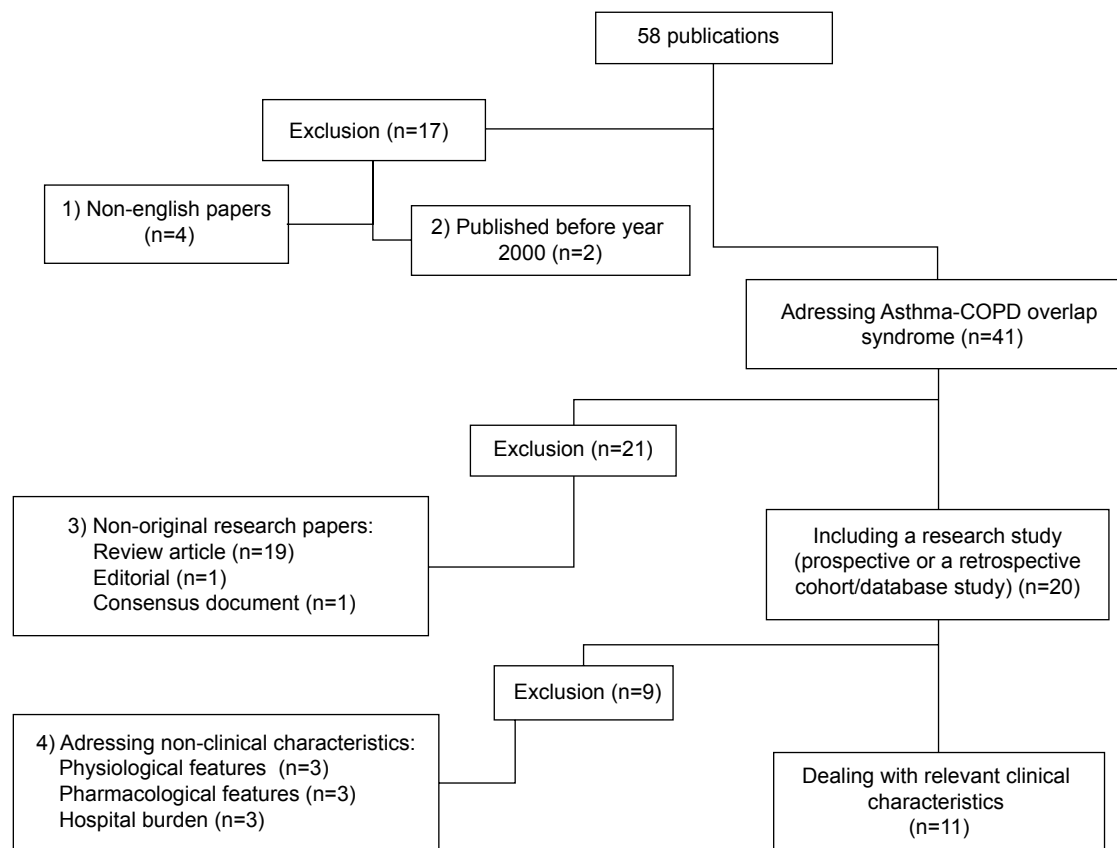 58 publications
Exclusion (n=17)
1) Non-english papers
(n=4)
2) Published before year
2000 (n=2)
Adressing Asthma-COPD overlap
syndrome (n=41)
Exclusion (n=21)
3) Non-original research papers:
Review article (n=19)
Editorial (n=1)
Consensus document (n=1)
Including a research study
(prospective or a retrospective
cohort/database study) (n=20)
Exclusion (n=9)
4) Adressing non-clinical characteristics:
Physiological features (n=3)
Pharmacological features (n=3)
Hospital burden (n=3)
Dealing with relevant clinical
characteristics
(n=11)